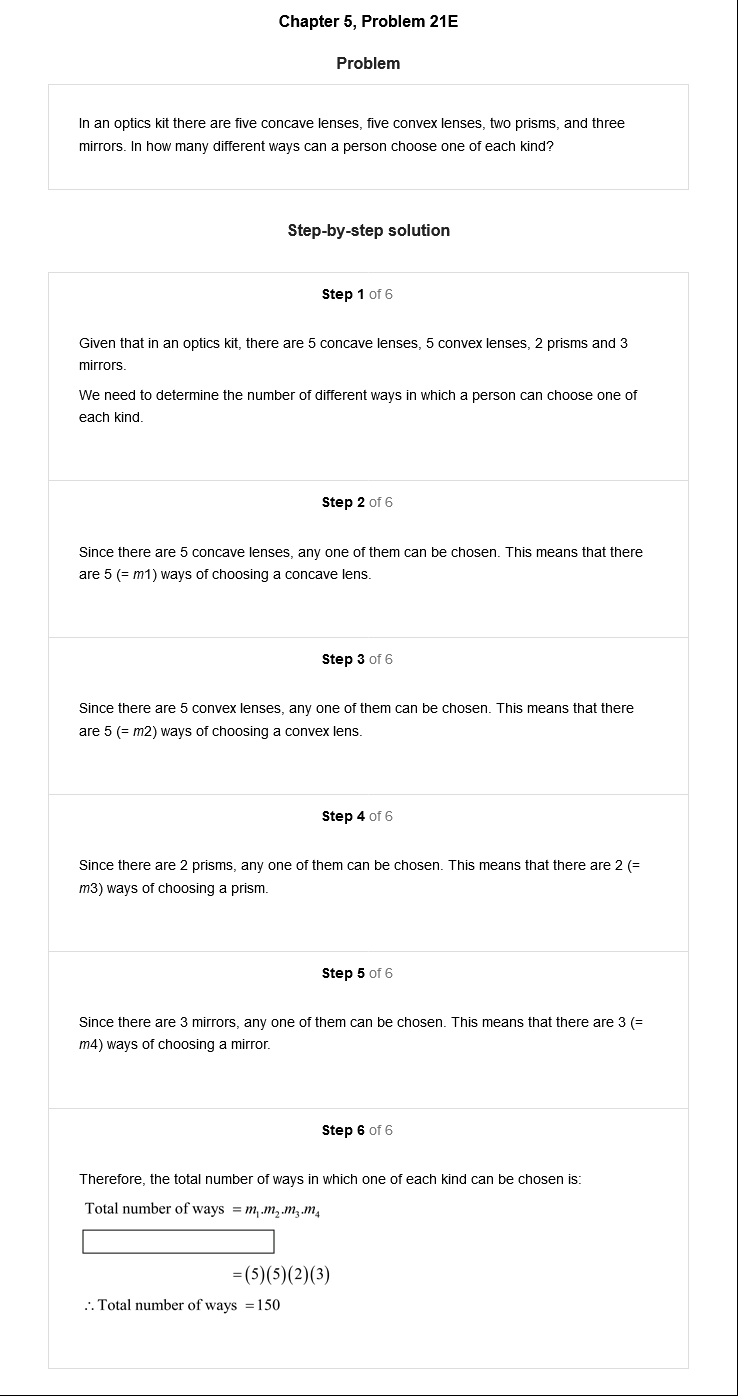 Chapter 5, Problem 21E
Problem
In an optics kit there are five concave lenses, five convex lenses, two prisms, and three
mirrors. In how many different ways can a person choose one of each kind?
Step-by-step solution
Step 1 of 6
Given that in an optics kit, there are 5 concave lenses, 5 convex lenses, 2 prisms and 3
mirrors.
We need to determine the number of different ways in which a person can choose one of
each kind.
Step 2 of 6
Since there are 5 concave lenses, any one of them can be chosen. This means that there
are 5 (= m1) ways of choosing a concave lens.
Step 3 of 6
Since there are 5 convex lenses, any one of them can be chosen. This means that there
are 5 (= m2) ways of choosing a convex lens.
Step 4 of 6
Since there are 2 prisms, any one of them can be chosen. This means that there are 2 (=
m3) ways of choosing a prism.
Step 5 of 6
Since there are 3 mirrors, any one of them can be chosen. This means that there are 3 (=
m4) ways of choosing a mirror.
Step 6 of 6
Therefore, the total number of ways in which one of each kind can be chosen is:
Total number of ways = m₁.m₂.m₃.m₄
=(5)(5)(2)(3)
∴ Total number of ways =150